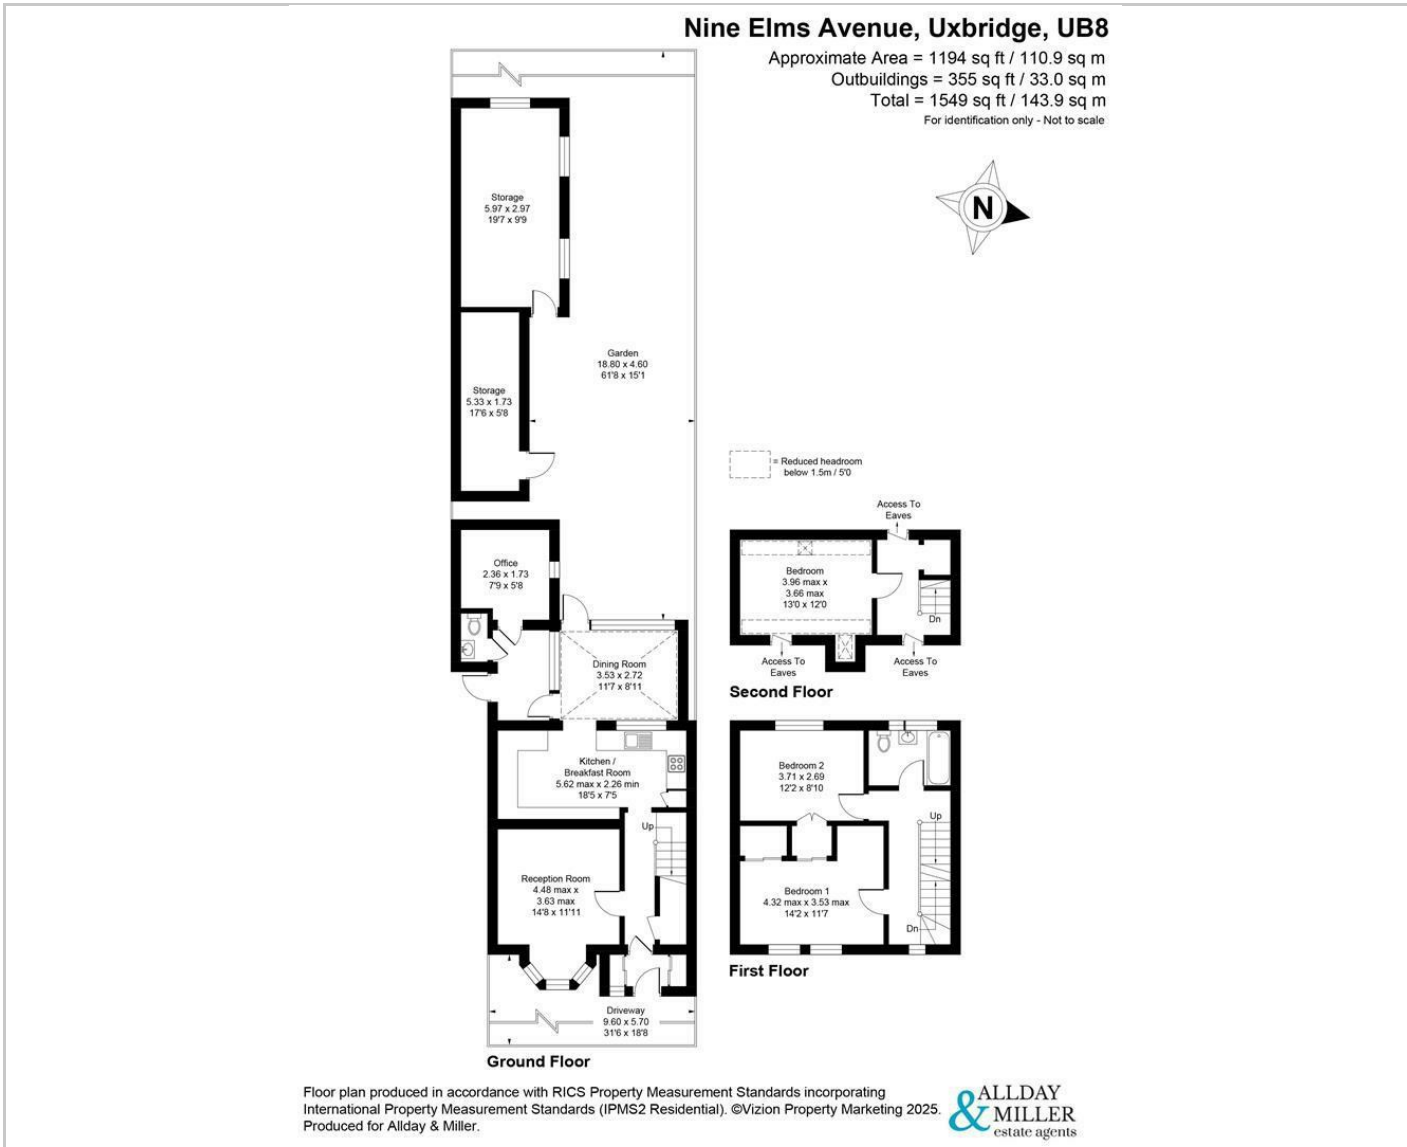 Nine Elms Avenue, Uxbridge, UB8
Approximate Area = 1194 sq ft / 110.9 sq m
Outbuildings = 355 sq ft / 33.0 sq m
Total = 1549 sq ft / 143.9 sq m
For identification only - Not to scale
N
Storage
5.97 x 2.97
19'7 x 9'9
Garden
18.80 x 4.60
61'8 x 15'1
Storage
5.33 x 1.73
17'6 x 5'8
= Reduced headroom
below 1.5m / 5'0
Office
2.36 x 1.73
7'9 x 5'8
Dining Room
3.53 x 2.72
11'7 x 8'11
Kitchen /
Breakfast Room
5.62 max x 2.26 min
18'5 x 7'5
Up
Reception Room
4.48 max x
3.63 max
14'8 x 11'11
Driveway
9.60 x 5.70
31'6 x 18'8
Ground Floor
Access To
Eaves
Bedroom
3.96 max x
3.66 max
13'0 x 12'0
Dn
Access To
Eaves
Access To
Eaves
Second Floor
Bedroom 2
3.71 x 2.69
12'2 x 8'10
Up
Bedroom 1
4.32 max x 3.53 max
14'2 x 11'7
Dn
First Floor
Floor plan produced in accordance with RICS Property Measurement Standards incorporating
International Property Measurement Standards (IPMS2 Residential). ©Vizion Property Marketing 2025.
Produced for Allday & Miller.
ALLDAY
& MILLER
estate agents